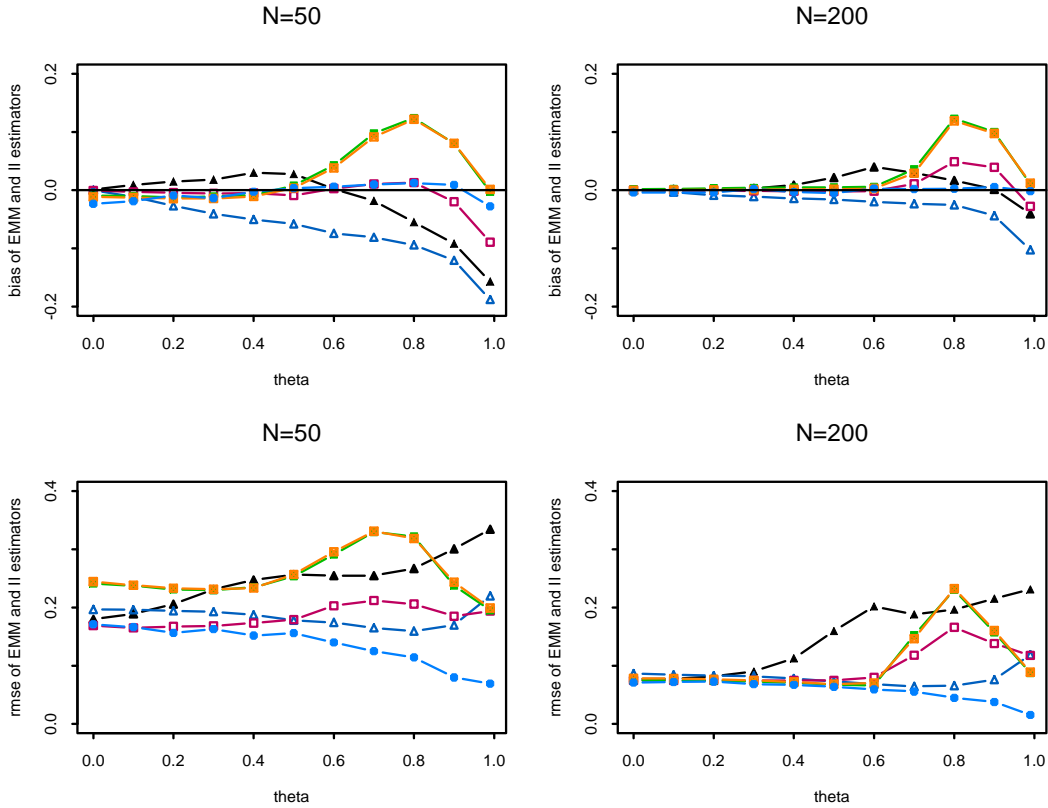 N=50
bias of EMM and II estimators
0.2
0.0
-0.2
0.0 0.2 0.4 0.6 0.8 1.0
theta
N=200
bias of EMM and II estimators
0.2
0.0
-0.2
0.0 0.2 0.4 0.6 0.8 1.0
theta
N=50
rmse of EMM and II estimators
0.4
0.2
0.0
0.0 0.2 0.4 0.6 0.8 1.0
theta
N=200
rmse of EMM and II estimators
0.4
0.2
0.0
0.0 0.2 0.4 0.6 0.8 1.0
theta